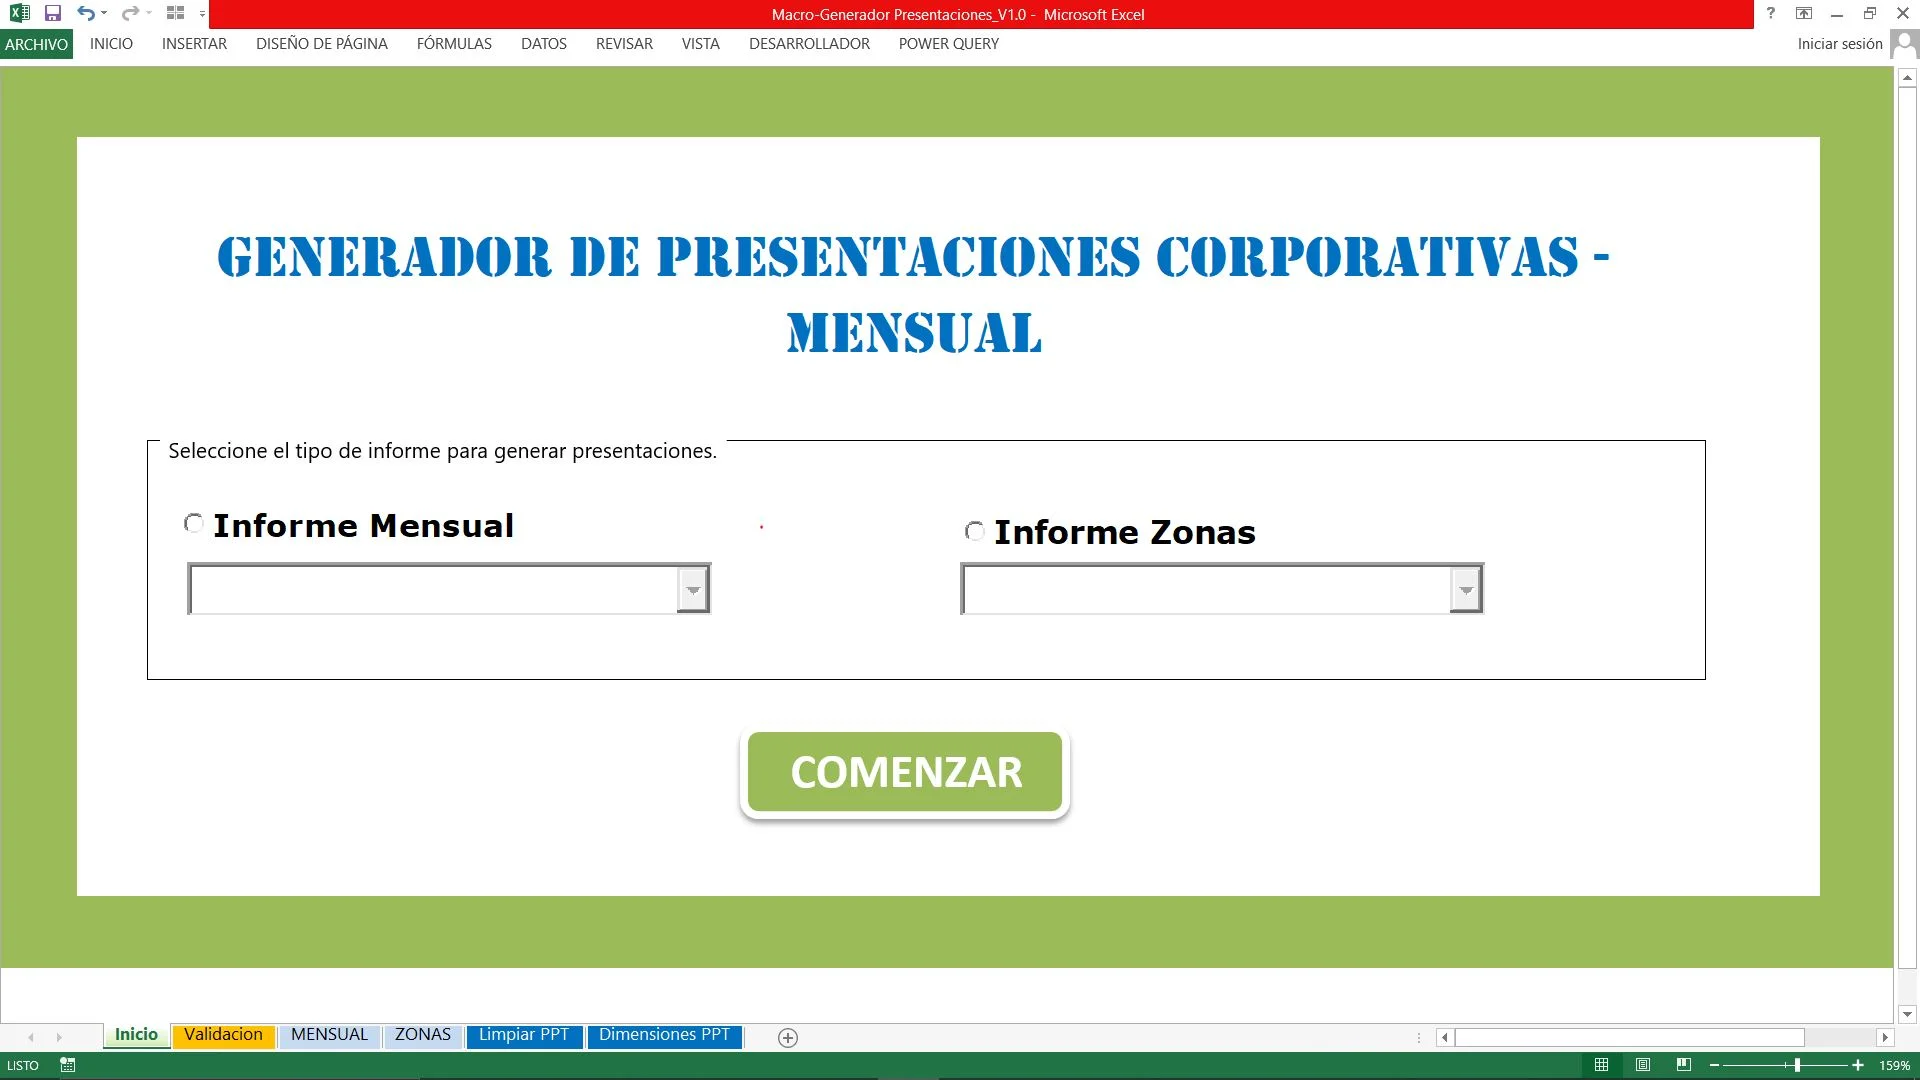 Macro-Generador Presentaciones_V1.0 - Microsoft Excel
?
ARCHIVO INICIO INSERTAR DISEÑO DE PÁGINA FÓRMULAS DATOS REVISAR VISTA DESARROLLADOR POWER QUERY Iniciar sesión
GENERADOR DE PRESENTACIONES CORPORATIVAS -
MENSUAL
Seleccione el tipo de informe para generar presentaciones.
Informe Mensual Informe Zonas
COMENZAR
Inicio Validacion MENSUAL ZONAS Limpiar PPT Dimensiones PPT
LISTO 159%